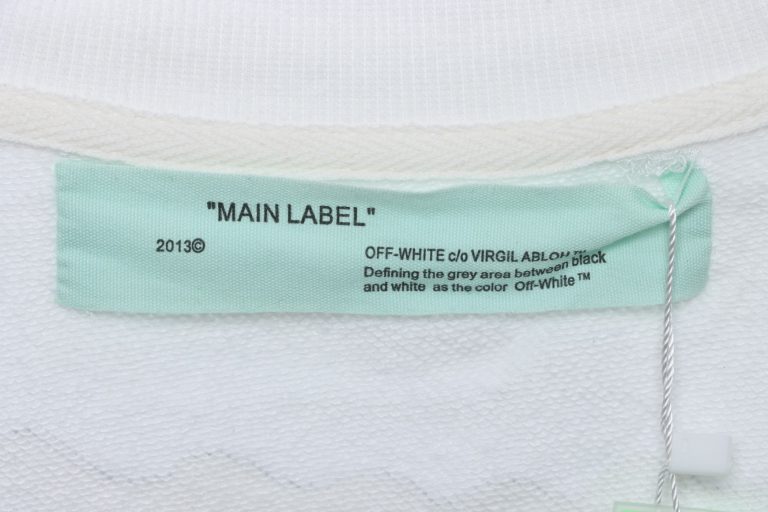 "MAIN LABEL"
2013©
OFF-WHITE c/o VIRGIL ABLOH™
Defining the grey area between black
and white as the color Off-White™